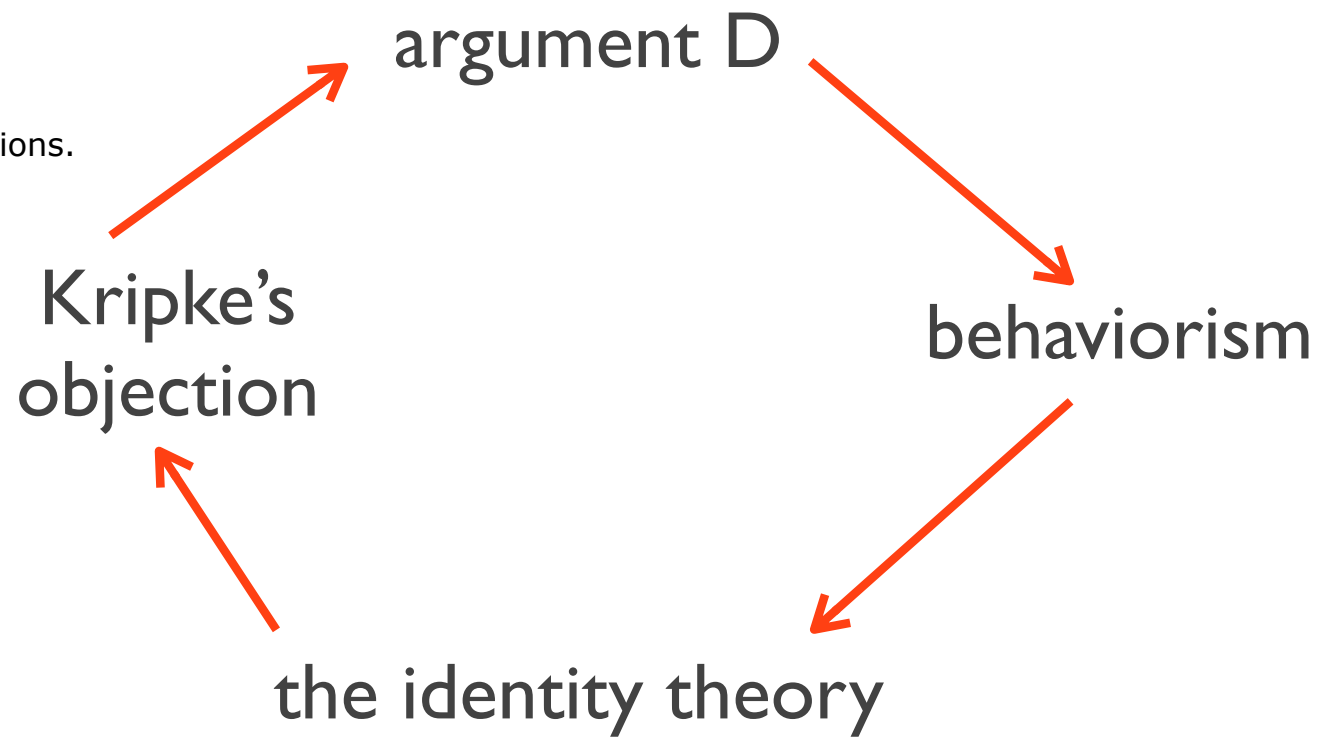 argument D
ions.
Kripke’s
objection
behaviorism
the identity theory